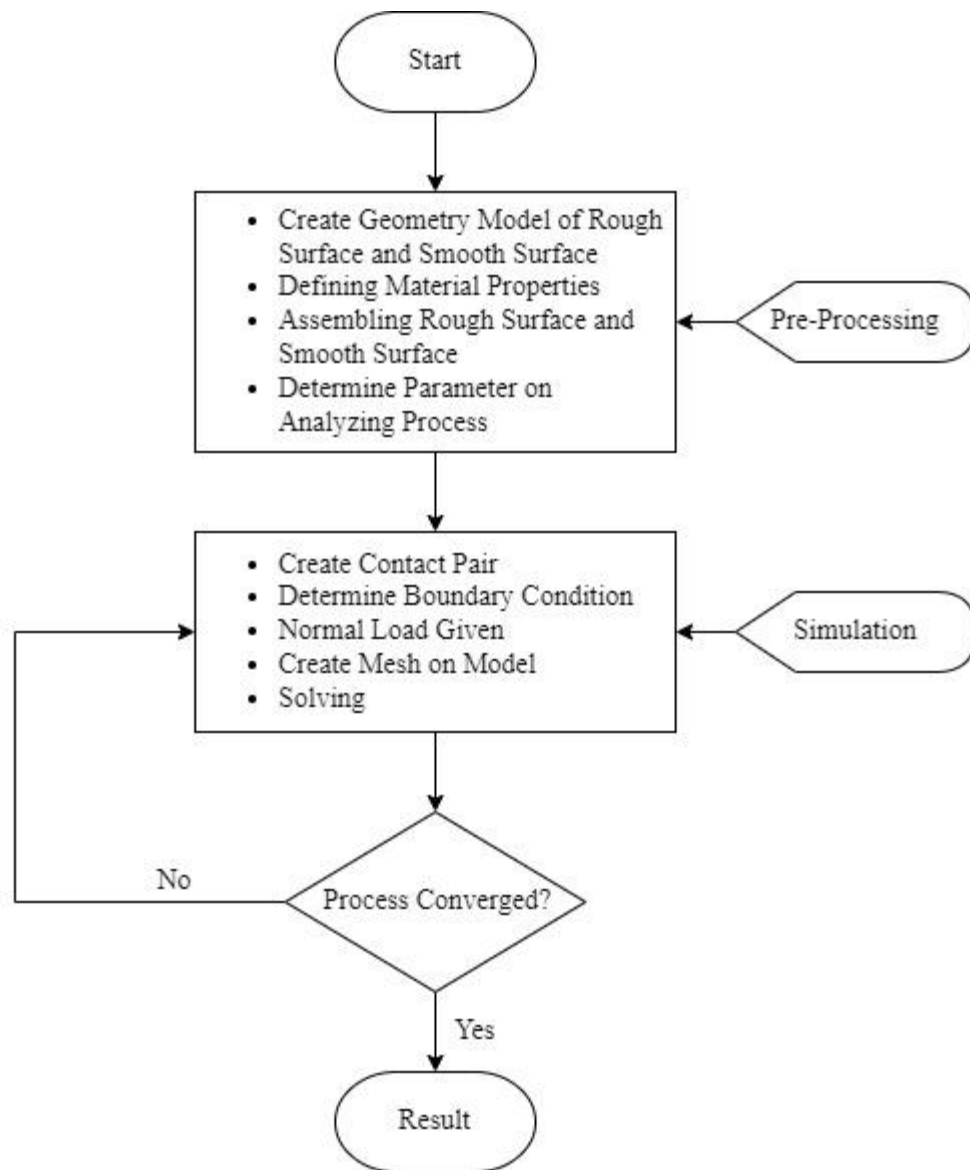 Start
• Create Geometry Model of Rough
Surface and Smooth Surface
• Defining Material Properties
• Assembling Rough Surface and
Smooth Surface
• Determine Parameter on
Analyzing Process
Pre-Processing
• Create Contact Pair
• Determine Boundary Condition
• Normal Load Given
• Create Mesh on Model
• Solving
Simulation
Process Converged?
No
Yes
Result